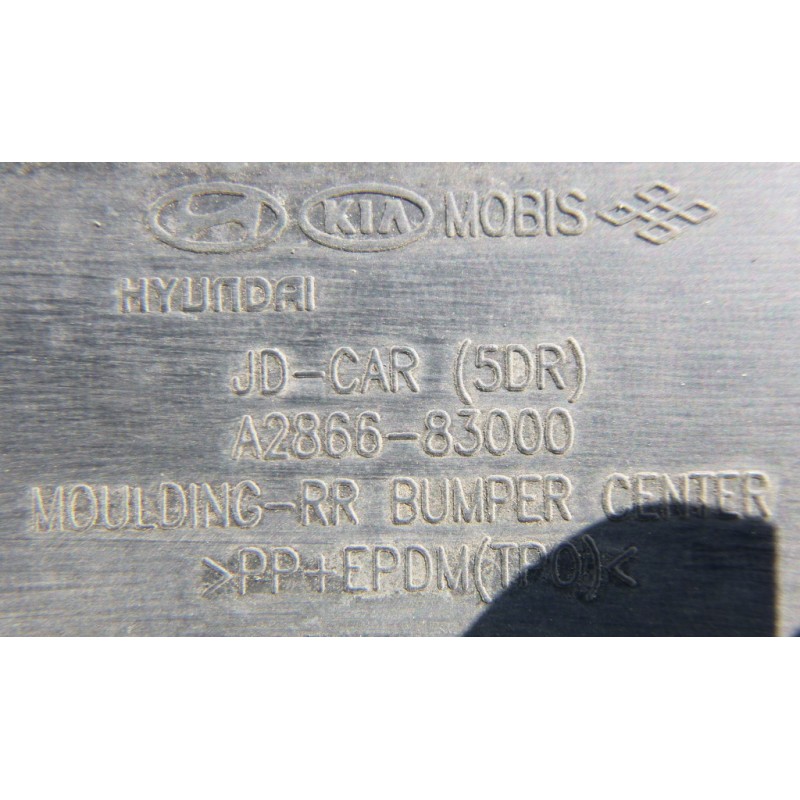 KIA MOBIS
HYUNDAI
JD-CAR (5DR)
A2866-83000
MOULDING-RR BUMPER CENTER
>PP+EPDM(TPO)<